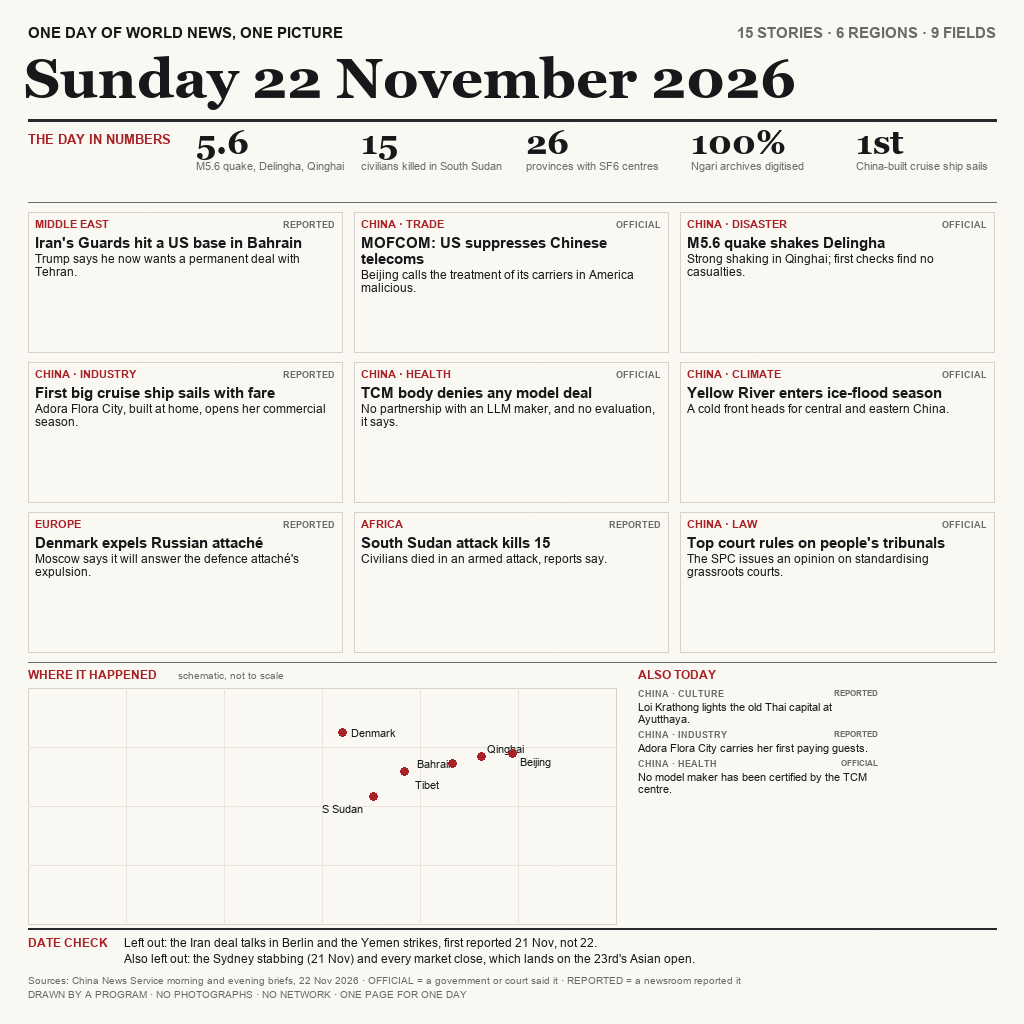 ONE DAY OF WORLD NEWS, ONE PICTURE
15 STORIES · 6 REGIONS · 9 FIELDS
Sunday 22 November 2026
THE DAY IN NUMBERS
5.6
M5.6 quake, Delingha, Qinghai
15
civilians killed in South Sudan
26
provinces with SF6 centres
100%
Ngari archives digitised
1st
China-built cruise ship sails
MIDDLE EAST
REPORTED
Iran's Guards hit a US base in Bahrain
Trump says he now wants a permanent deal with
Tehran.
CHINA · TRADE
OFFICIAL
MOFCOM: US suppresses Chinese
telecoms
Beijing calls the treatment of its carriers in America
malicious.
CHINA · DISASTER
OFFICIAL
M5.6 quake shakes Delingha
Strong shaking in Qinghai; first checks find no
casualties.
CHINA · INDUSTRY
REPORTED
First big cruise ship sails with fare
Adora Flora City, built at home, opens her commercial
season.
CHINA · HEALTH
OFFICIAL
TCM body denies any model deal
No partnership with an LLM maker, and no evaluation,
it says.
CHINA · CLIMATE
OFFICIAL
Yellow River enters ice-flood season
A cold front heads for central and eastern China.
EUROPE
REPORTED
Denmark expels Russian attaché
Moscow says it will answer the defence attaché's
expulsion.
AFRICA
REPORTED
South Sudan attack kills 15
Civilians died in an armed attack, reports say.
CHINA · LAW
OFFICIAL
Top court rules on people's tribunals
The SPC issues an opinion on standardising
grassroots courts.
WHERE IT HAPPENED
schematic, not to scale
Denmark
Qinghai
Bahrain
Beijing
Tibet
S Sudan
ALSO TODAY
CHINA · CULTURE
REPORTED
Loi Krathong lights the old Thai capital at
Ayutthaya.
CHINA · INDUSTRY
REPORTED
Adora Flora City carries her first paying guests.
CHINA · HEALTH
OFFICIAL
No model maker has been certified by the TCM
centre.
DATE CHECK
Left out: the Iran deal talks in Berlin and the Yemen strikes, first reported 21 Nov, not 22.
Also left out: the Sydney stabbing (21 Nov) and every market close, which lands on the 23rd's Asian open.
Sources: China News Service morning and evening briefs, 22 Nov 2026 · OFFICIAL = a government or court said it · REPORTED = a newsroom reported it
DRAWN BY A PROGRAM · NO PHOTOGRAPHS · NO NETWORK · ONE PAGE FOR ONE DAY